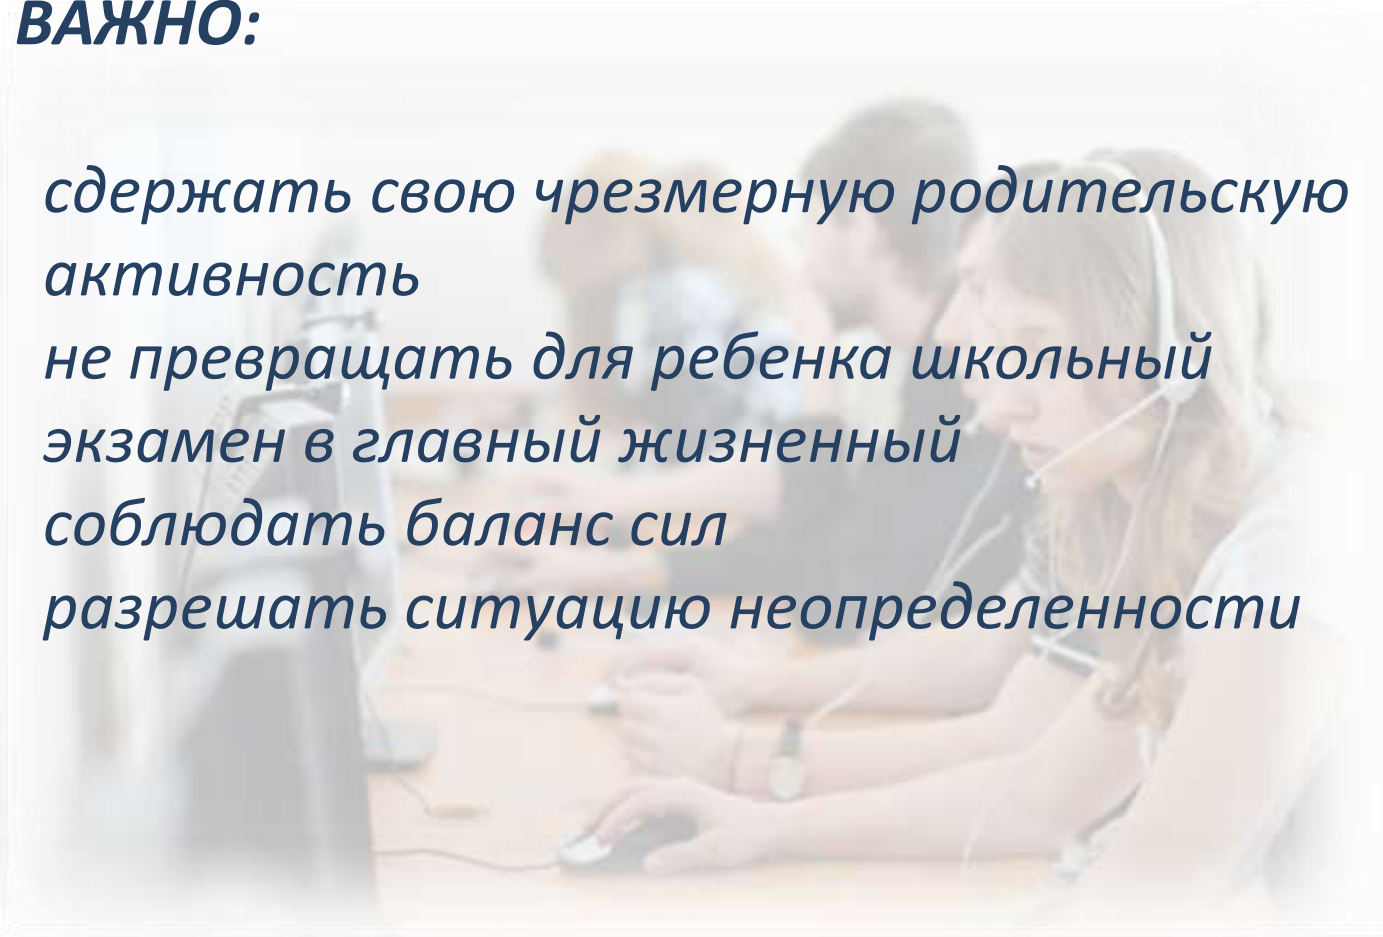 ВАЖНО:
сдержать свою чрезмерную родительскую
активность
не превращать для ребенка школьный
экзамен в главный жизненный
соблюдать баланс сил
разрешать ситуацию неопределенности